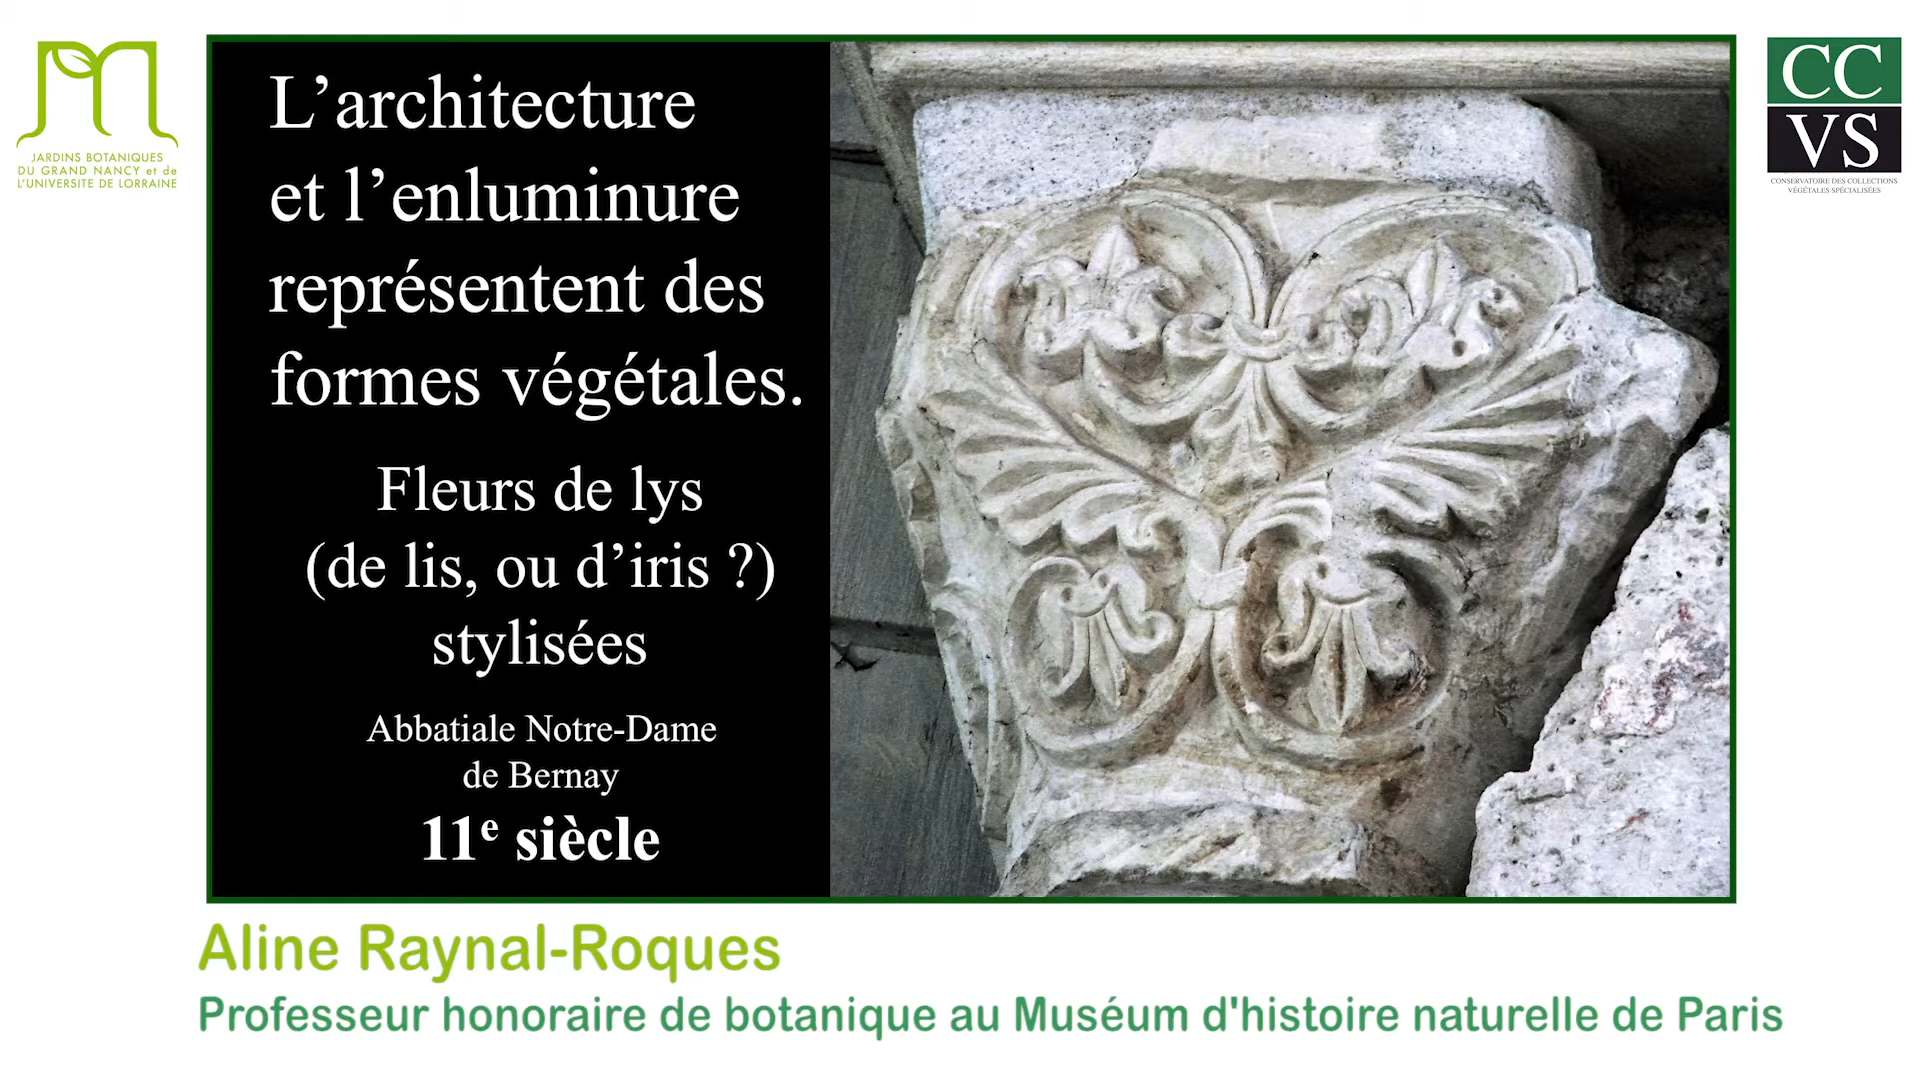 JARDINS BOTANIQUES
DU GRAND NANCY et de
L'UNIVERSITE DE LORRAINE
L’architecture
et l’enluminure
représentent des
formes végétales.
Fleurs de lys
(de lis, ou d’iris ?)
stylisées
Abbatiale Notre-Dame
de Bernay
11e siècle
CC
VS
CONSERVATOIRE DES COLLECTIONS
VÉGÉTALES SPÉCIALISÉES
Aline Raynal-Roques
Professeur honoraire de botanique au Muséum d'histoire naturelle de Paris